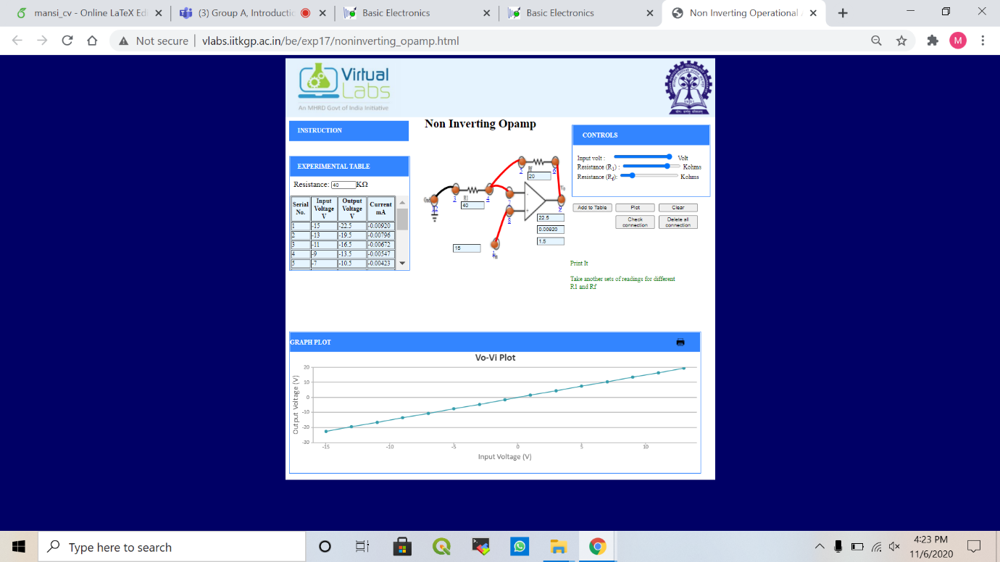 mansi_cv - Online LaTeX Ed
(3) Group A, Introductic
Basic Electronics
Basic Electronics
Non Inverting Operational
Not secure
vlabs.iitkgp.ac.in/be/exp17/noninverting_opamp.html
M
Virtual
Labs
An MHRD Govt of India Initiative
Non Inverting Opamp
INSTRUCTION
CONTROLS
Input volt : Volt
Resistance (R1) : Kohms
Resistance (Rf): Kohms
EXPERIMENTAL TABLE
Resistance: 40 KΩ
Serial No. Input Voltage V Output Voltage V Current mA
1 -15 -22.5 -0.00920
2 -13 -19.5 -0.00796
3 -11 -16.5 -0.00672
4 -9 -13.5 -0.00547
5 -7 -10.5 -0.00423
5
Rf
6
20
3
R1
4
40
8
9
Vo
22.5
0.00920
1.5
15
Add to Table
Plot
Clear
Check connection
Delete all connection
Print It
Take another sets of readings for different
R1 and Rf
GRAPH PLOT
Vo-Vi Plot
Output Voltage (V)
20
10
0
-10
-20
-30
-15 -10 -5 0 5 10
Input Voltage (V)
Type here to search
4:23 PM
11/6/2020